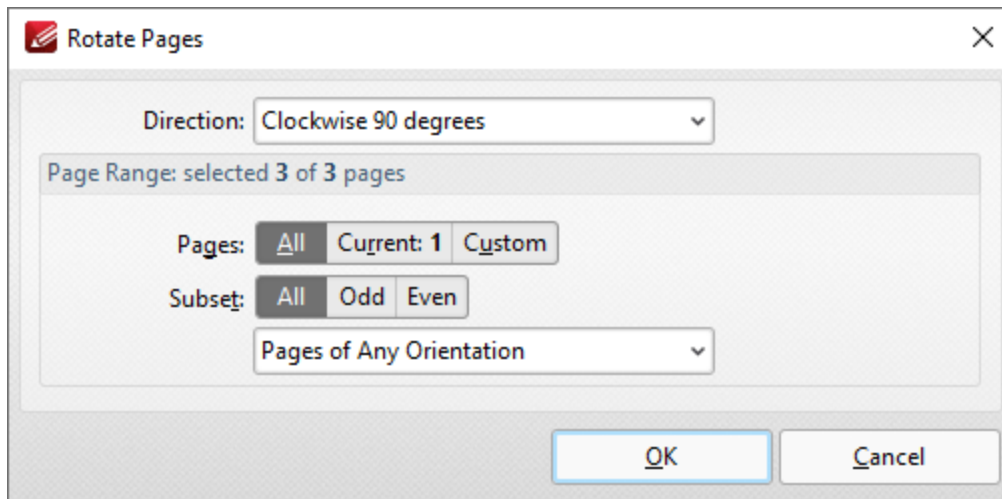 Rotate Pages
Direction: Clockwise 90 degrees
Page Range: selected 3 of 3 pages
Pages: All Current: 1 Custom
Subset: All Odd Even
Pages of Any Orientation
OK Cancel